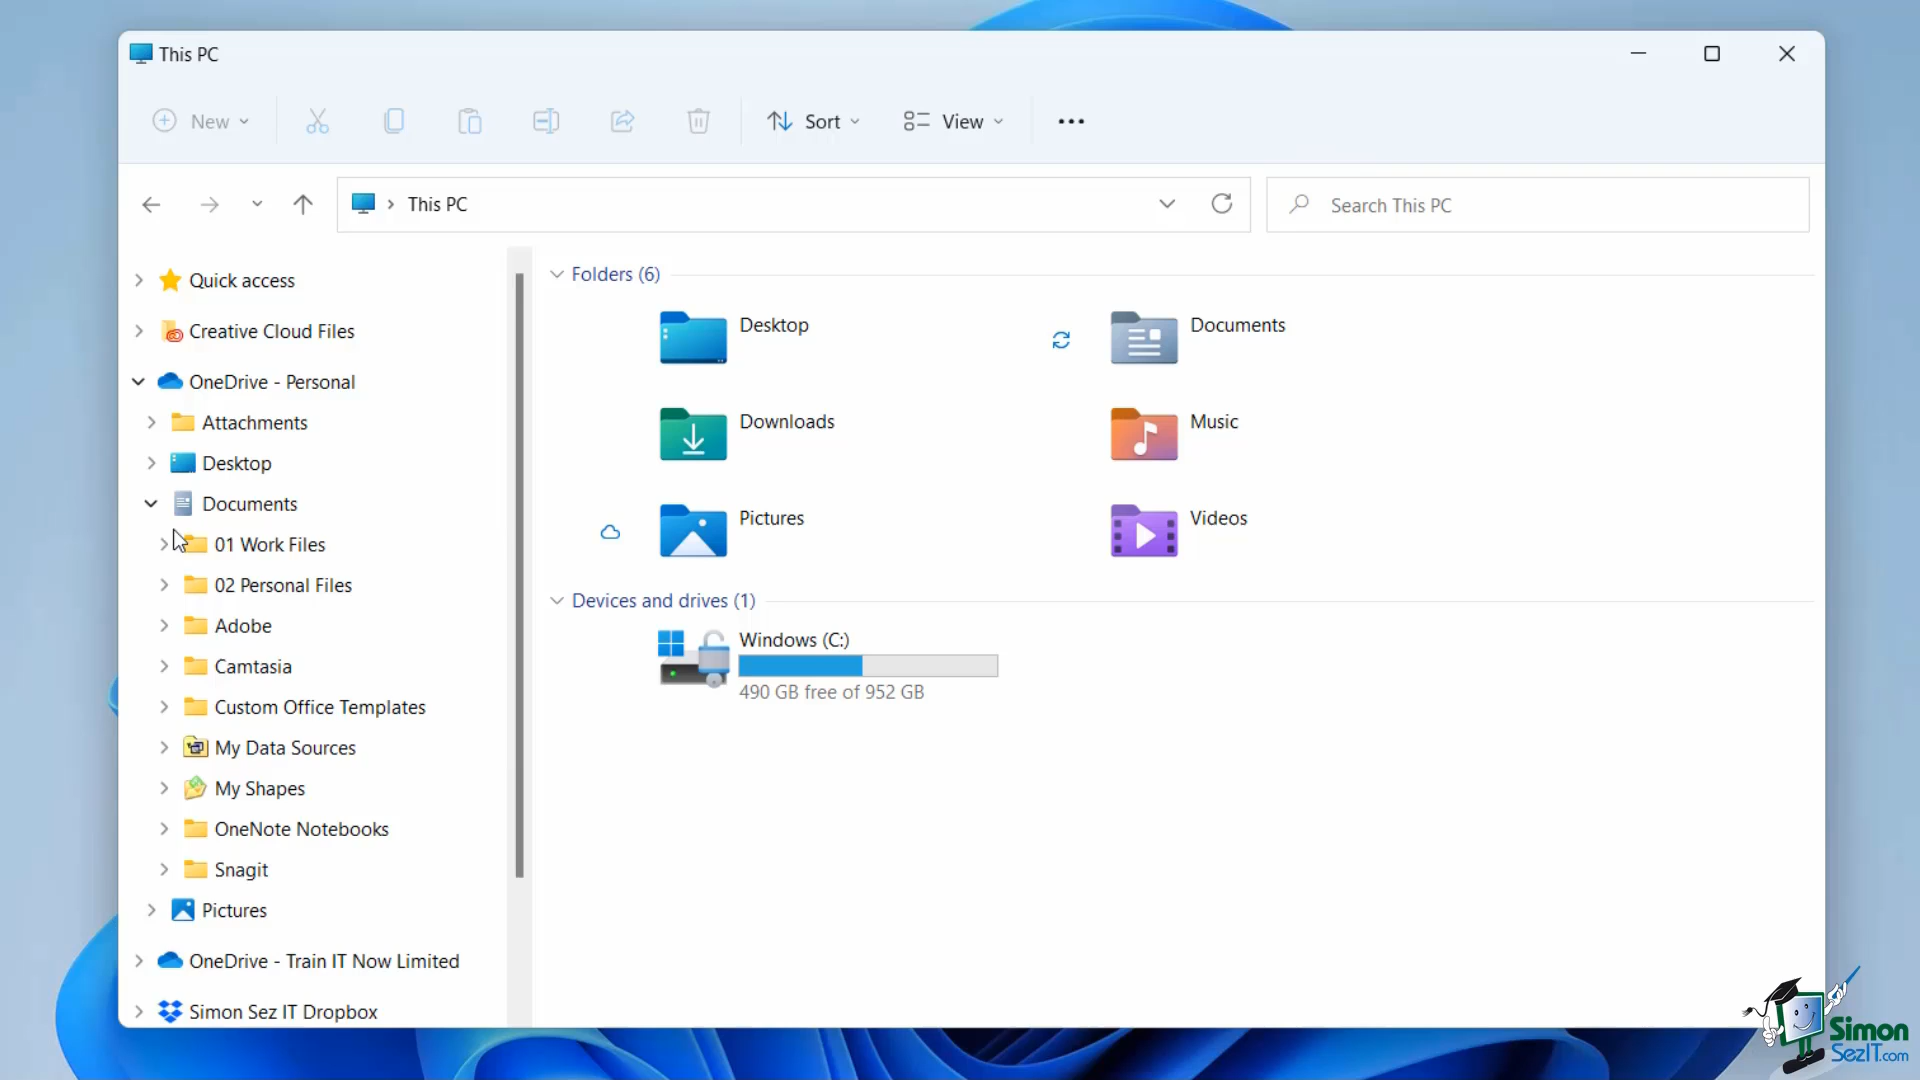 This PC
New
Sort
View
This PC
Search This PC
Quick access
Creative Cloud Files
OneDrive - Personal
Attachments
Desktop
Documents
01 Work Files
02 Personal Files
Adobe
Camtasia
Custom Office Templates
My Data Sources
My Shapes
OneNote Notebooks
Snagit
Pictures
OneDrive - Train IT Now Limited
Simon Sez IT Dropbox
Folders (6)
Desktop
Documents
Downloads
Music
Pictures
Videos
Devices and drives (1)
Windows (C:)
490 GB free of 952 GB
Simon
SezIT.com